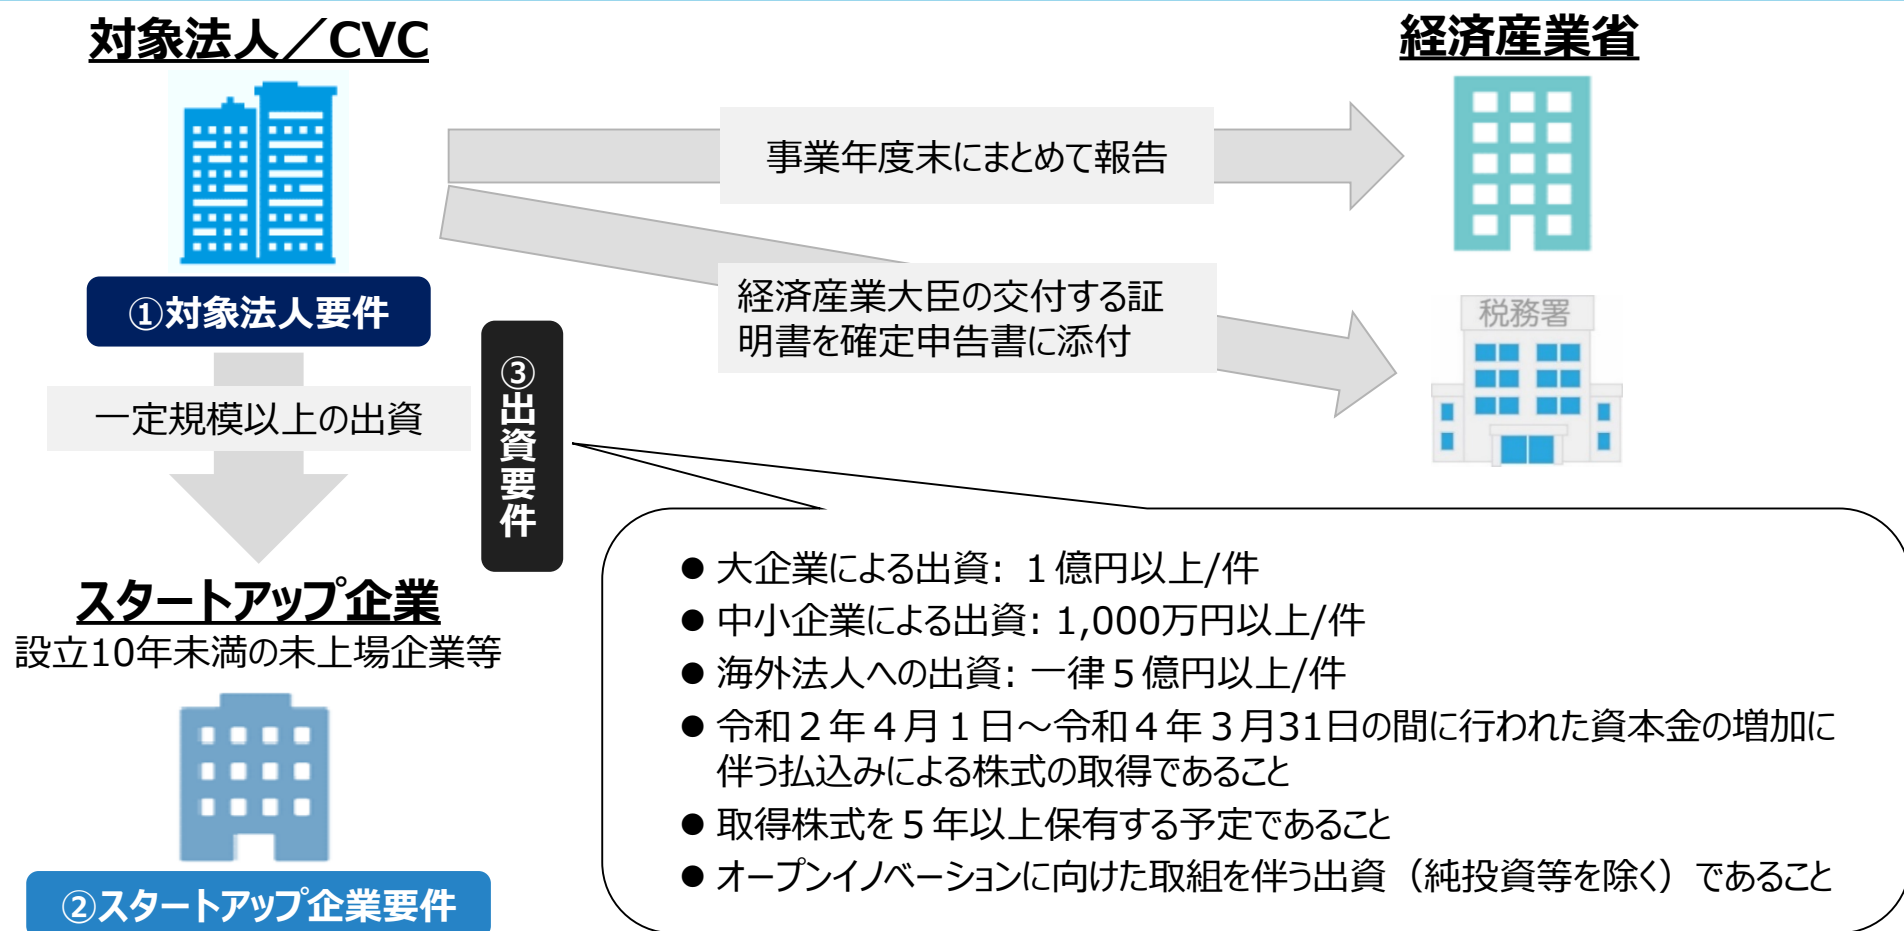 対象法人／CVC
経済産業省
事業年度末にまとめて報告
①対象法人要件
経済産業大臣の交付する証
明書を確定申告書に添付
税務署
一定規模以上の出資
③出資要件
スタートアップ企業
設立10年未満の未上場企業等
②スタートアップ企業要件
● 大企業による出資: １億円以上/件
● 中小企業による出資: 1,000万円以上/件
● 海外法人への出資: 一律５億円以上/件
● 令和２年４月１日～令和４年３月31日の間に行われた資本金の増加に
伴う払込みによる株式の取得であること
● 取得株式を５年以上保有する予定であること
● オープンイノベーションに向けた取組を伴う出資（純投資等を除く）であること